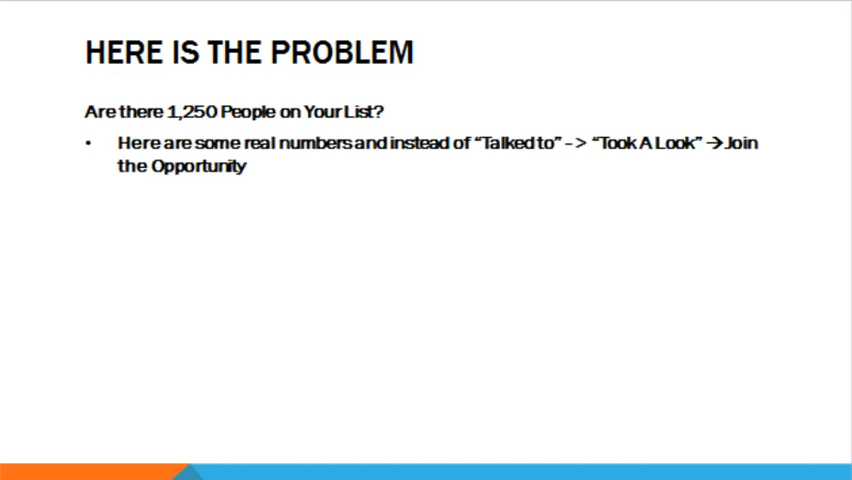 HERE IS THE PROBLEM
Are there 1,250 People on Your List?
• Here are some real numbers and instead of “Talked to” - > “Took A Look” →Join
the Opportunity